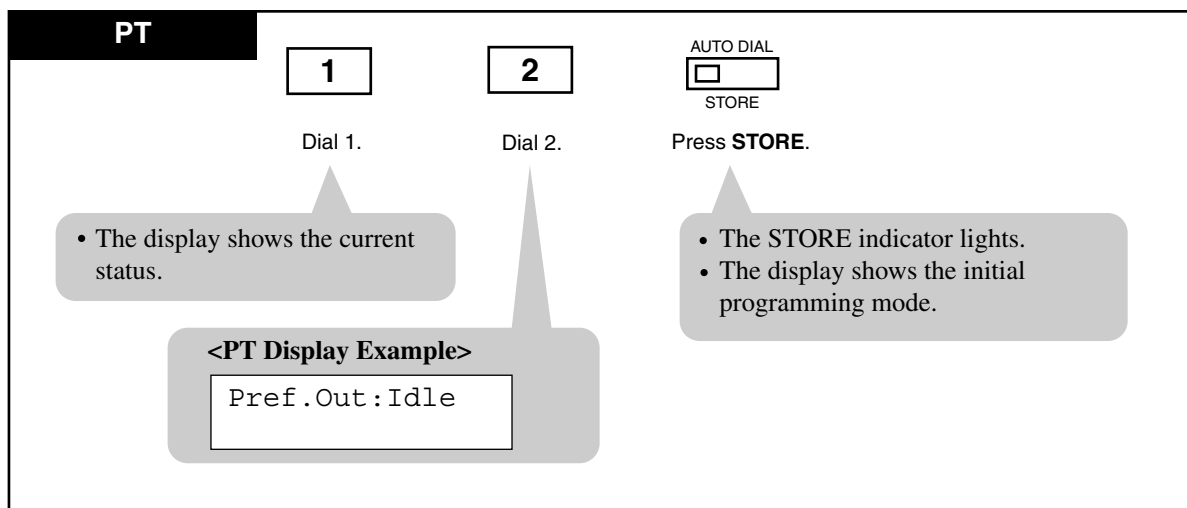 PT
1
2
AUTO DIAL
STORE
Dial 1.
Dial 2.
Press STORE.
• The display shows the current
status.
• The STORE indicator lights.
• The display shows the initial
programming mode.
<PT Display Example>
Pref.Out:Idle